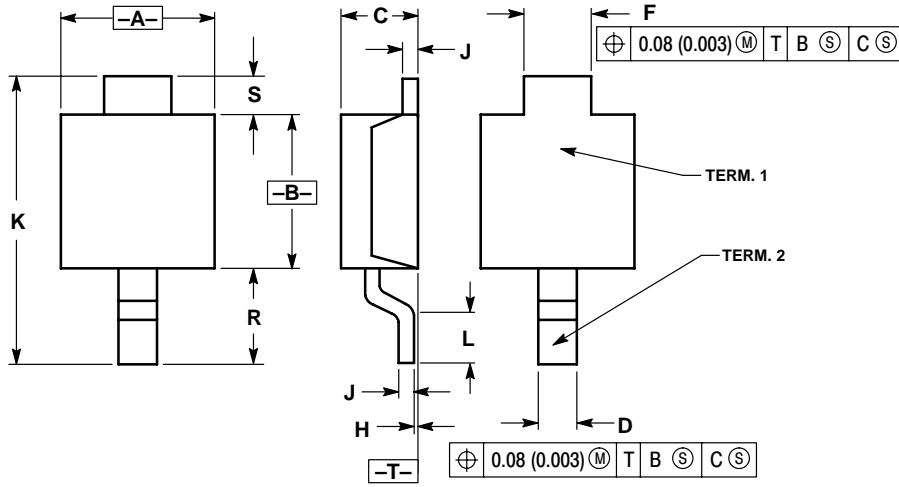 –A–
C
F
⌖ 0.08 (0.003) Ⓜ T B Ⓢ C Ⓢ
J
S
K
–B–
TERM. 1
TERM. 2
R
L
J
H
D
⌖ 0.08 (0.003) Ⓜ T B Ⓢ C Ⓢ
–T–